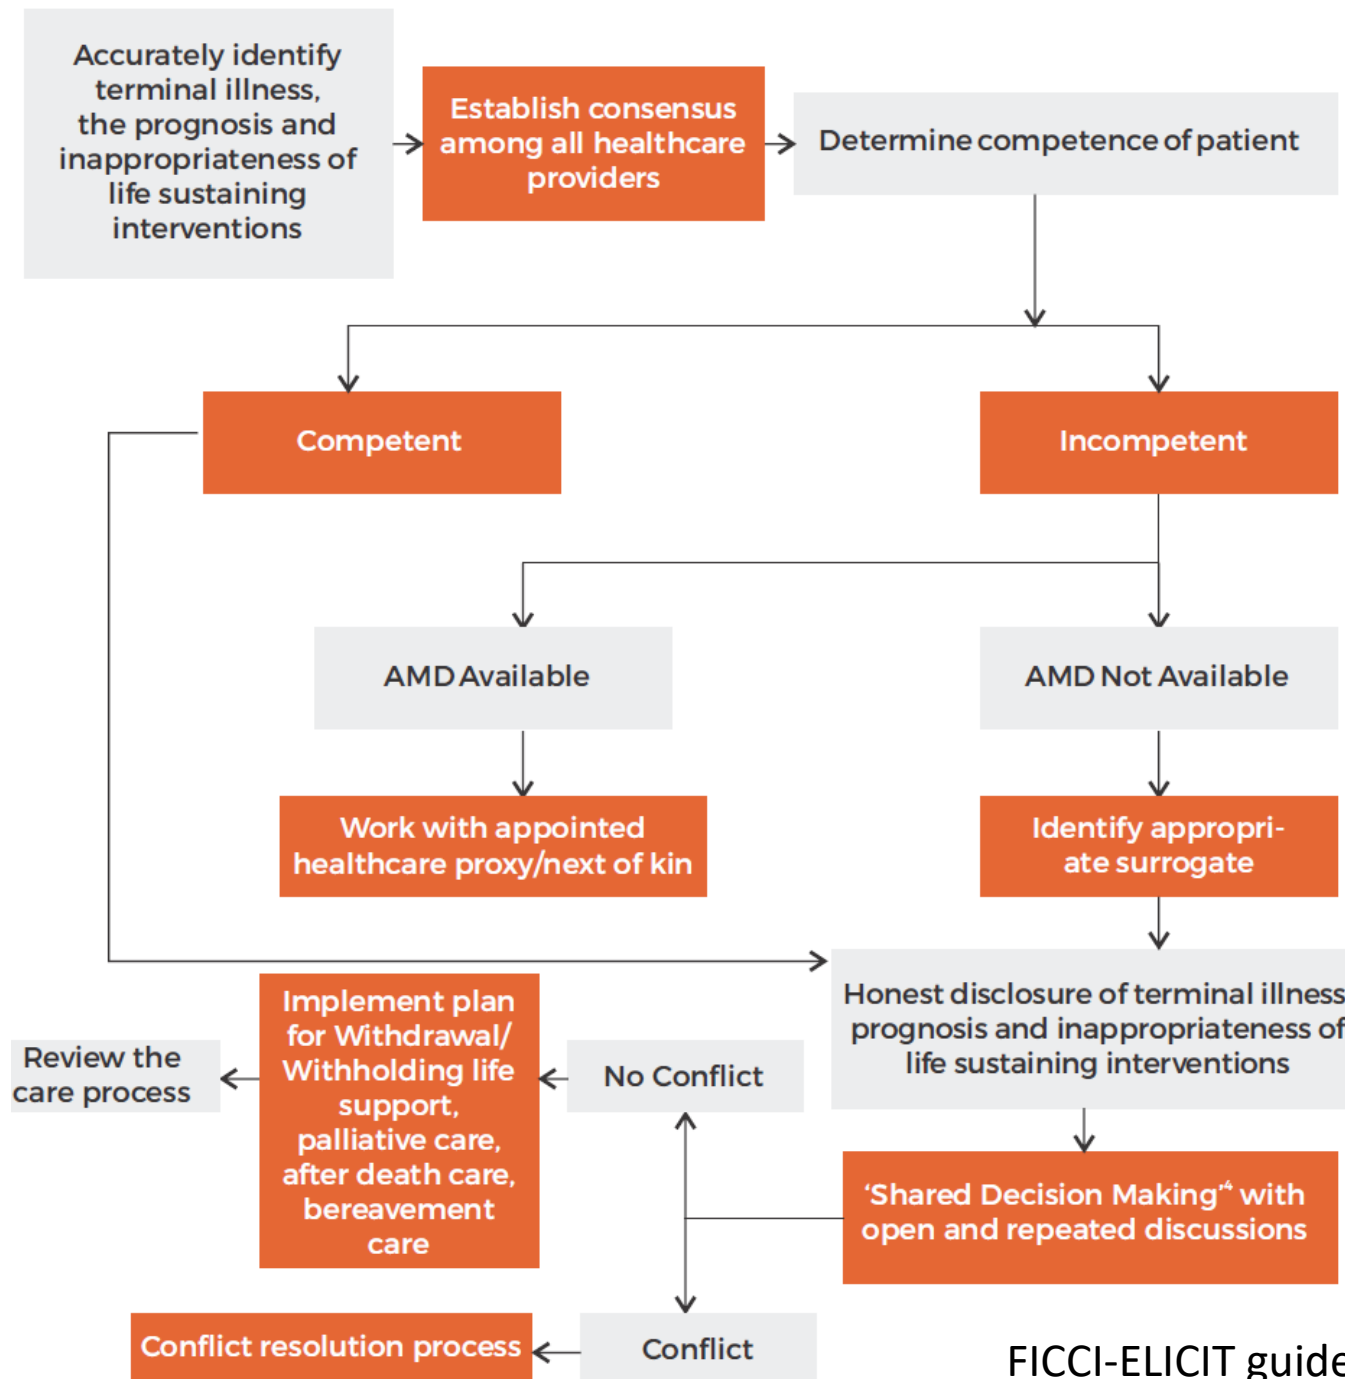 Accurately identify
terminal illness,
the prognosis and
inappropriateness of
life sustaining
interventions
Establish consensus
among all healthcare
providers
Determine competence of patient
Competent
Incompetent
AMD Available
AMD Not Available
Work with appointed
healthcare proxy/next of kin
Identify appropri-
ate surrogate
Honest disclosure of terminal illness
prognosis and inappropriateness of
life sustaining interventions
'Shared Decision Making'⁴ with
open and repeated discussions
No Conflict
Implement plan
for Withdrawal/
Withholding life
support,
palliative care,
after death care,
bereavement
care
Review the
care process
Conflict
Conflict resolution process
FICCI-ELICIT guide